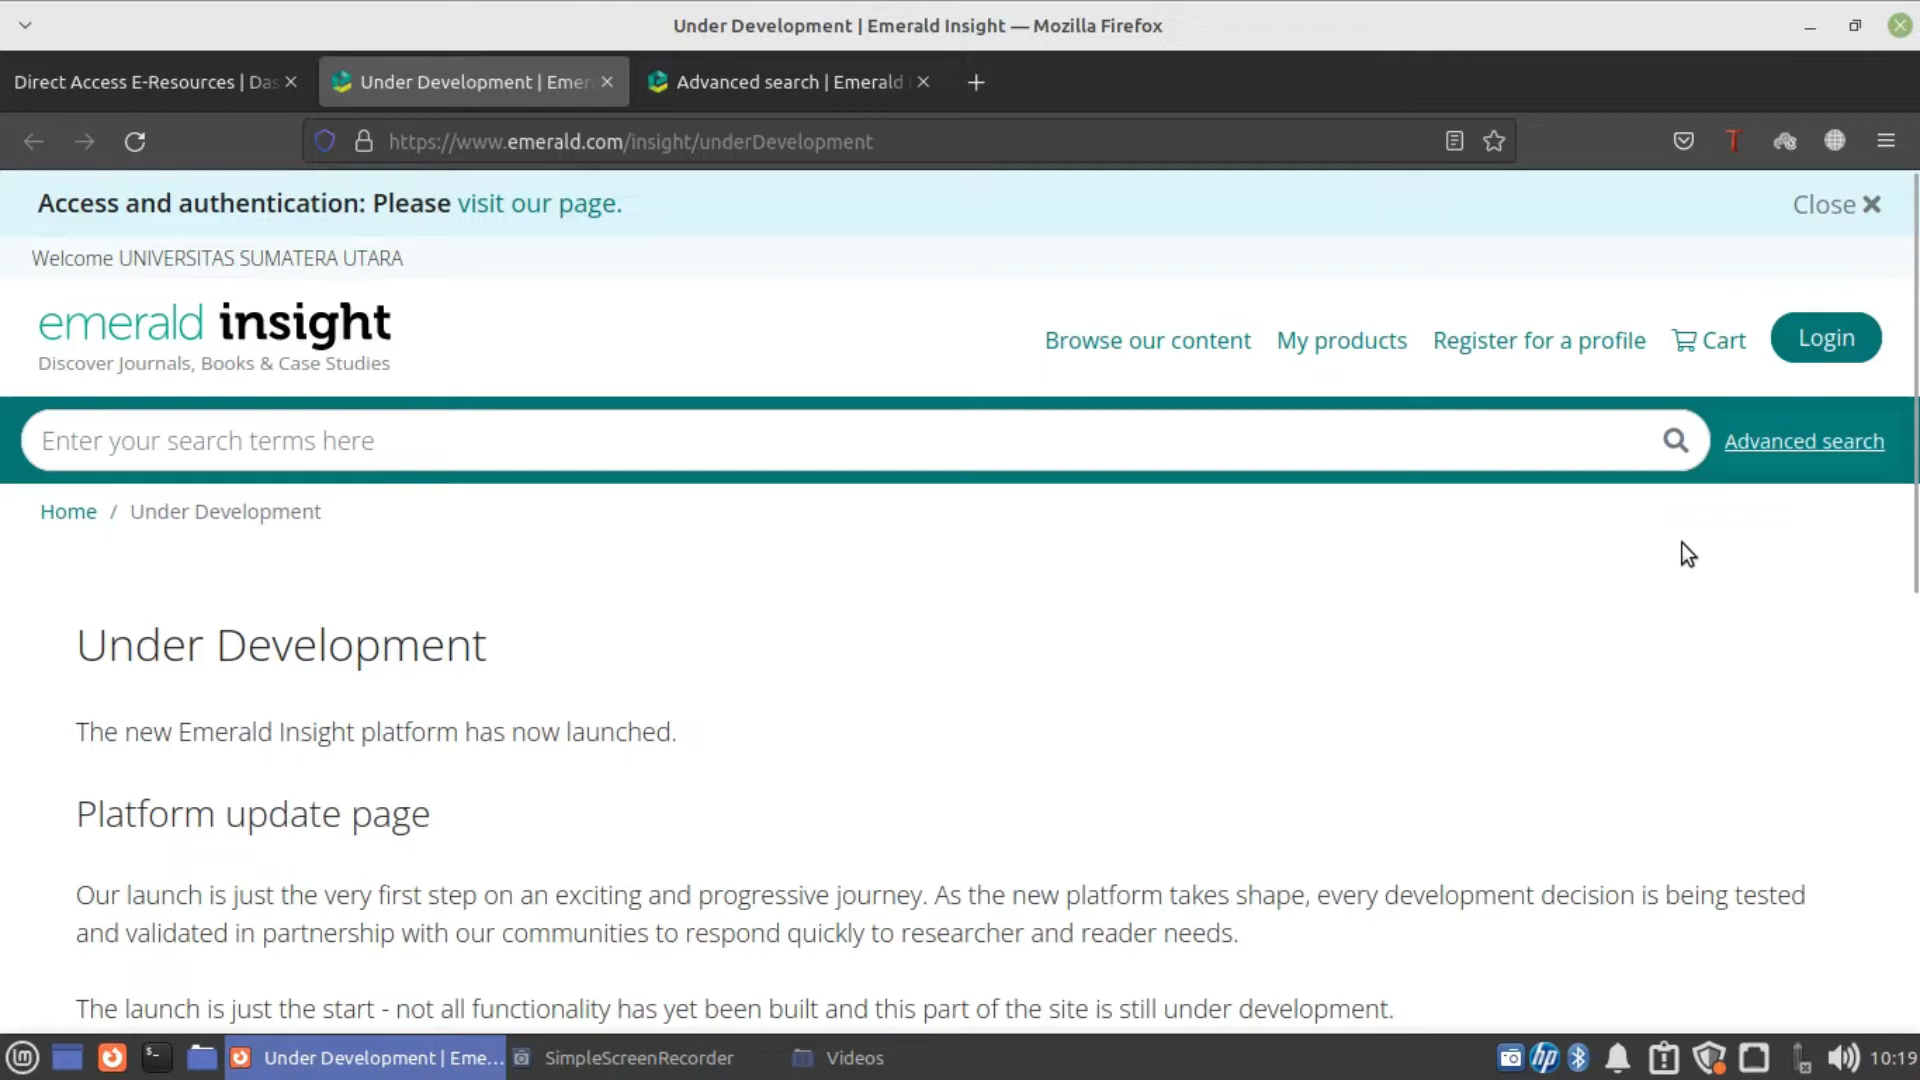 Under Development | Emerald Insight — Mozilla Firefox
Direct Access E-Resources | Das
Under Development | Emer
Advanced search | Emerald
https://www.emerald.com/insight/underDevelopment
Access and authentication: Please visit our page.
Close
Welcome UNIVERSITAS SUMATERA UTARA
emerald insight
Discover Journals, Books & Case Studies
Browse our content
My products
Register for a profile
Cart
Login
Enter your search terms here
Advanced search
Home / Under Development
Under Development
The new Emerald Insight platform has now launched.
Platform update page
Our launch is just the very first step on an exciting and progressive journey. As the new platform takes shape, every development decision is being tested
and validated in partnership with our communities to respond quickly to researcher and reader needs.
The launch is just the start - not all functionality has yet been built and this part of the site is still under development.
Under Development | Eme...
SimpleScreenRecorder
Videos
hp
10:19